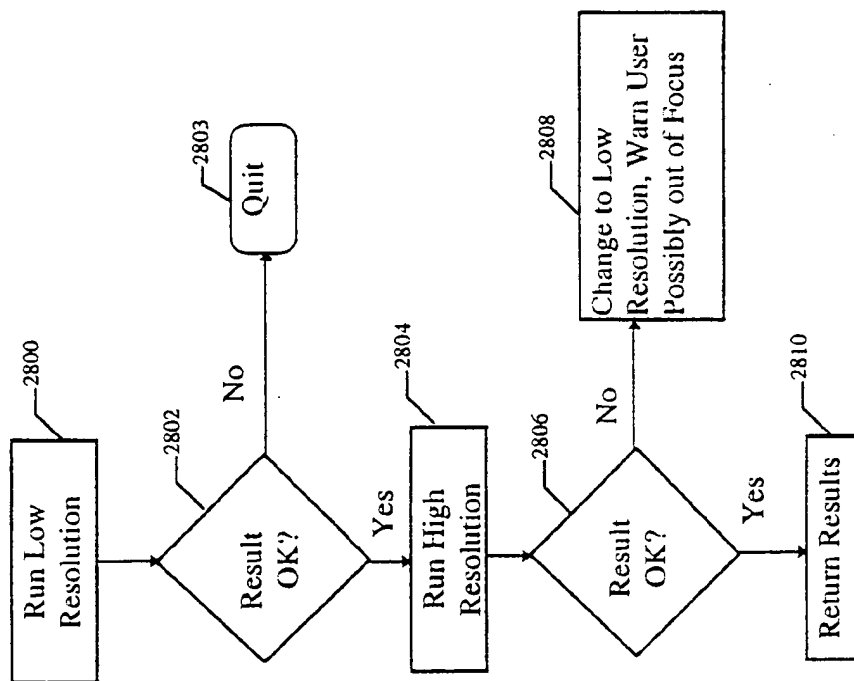 2800
Run Low
Resolution
2802
Result
OK?
No
2803
Quit
Yes
2804
Run High
Resolution
2806
Result
OK?
No
2808
Change to Low
Resolution, Warn User
Possibly out of Focus
Yes
2810
Return Results